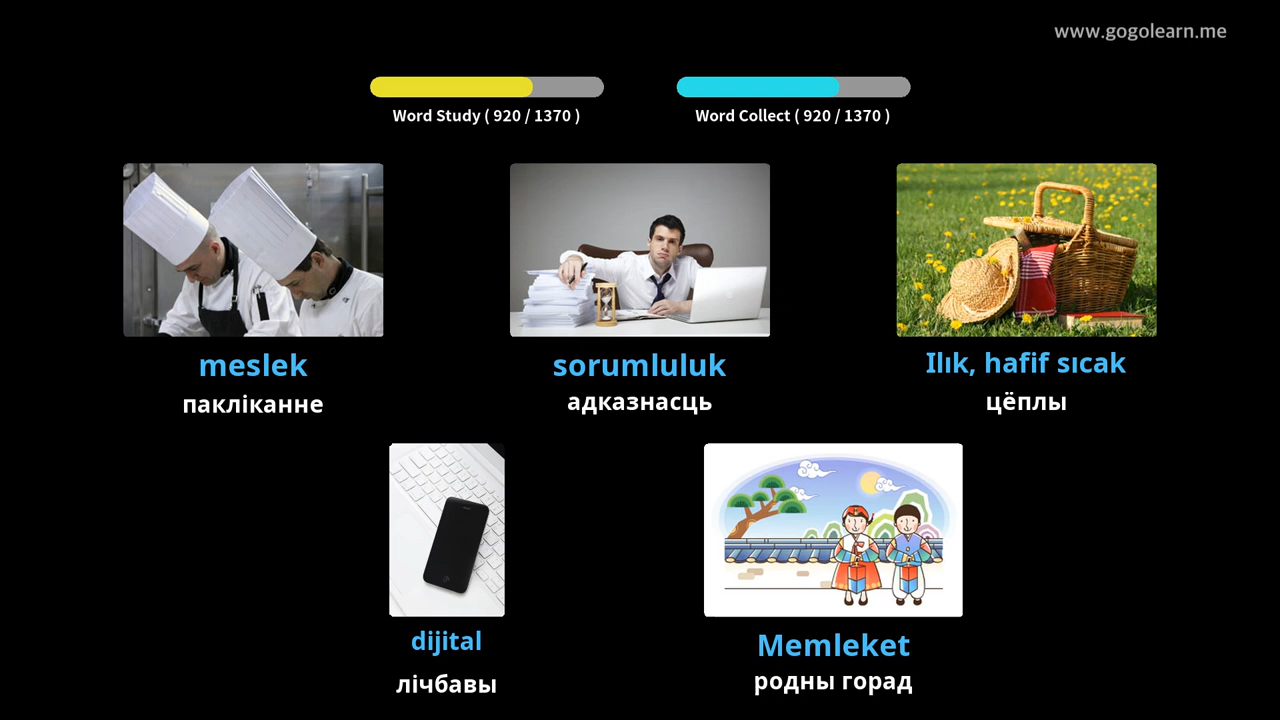 www.gogolearn.me
Word Study ( 920 / 1370 )
Word Collect ( 920 / 1370 )
meslek
пакліканне
sorumluluk
адказнасць
Ilık, hafif sıcak
цёплы
dijital
лічбавы
Memleket
родны горад